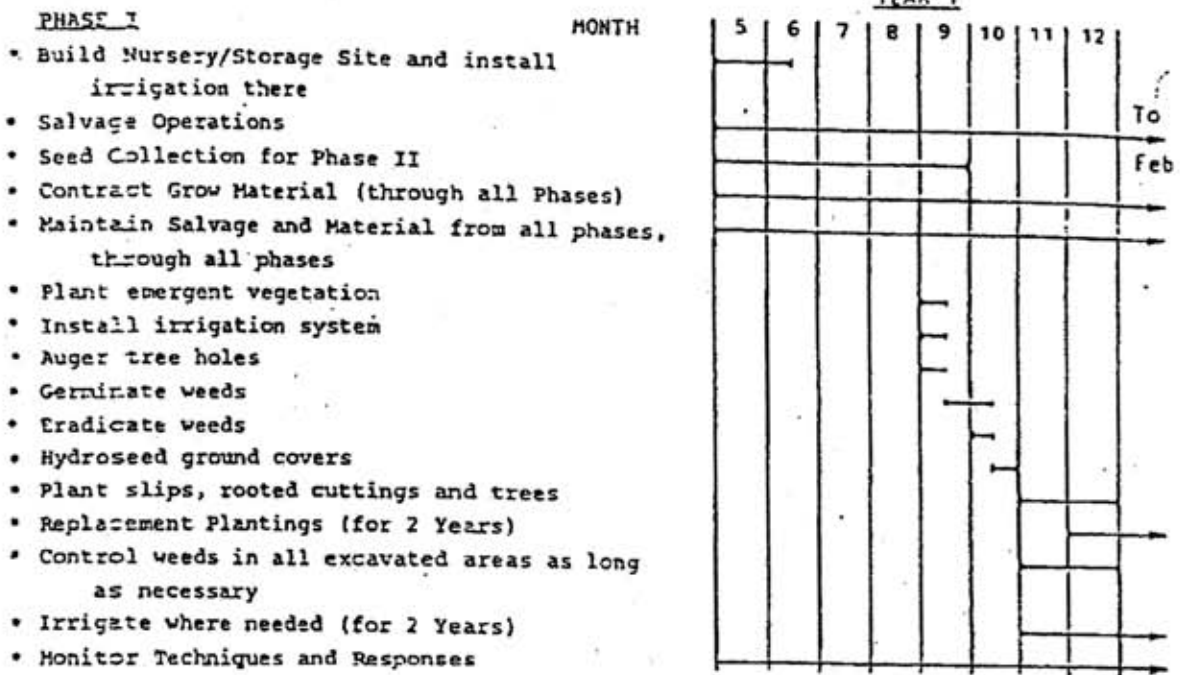 PHASE I
MONTH 5 6 7 8 9 10 11 12
• Build Nursery/Storage Site and install
irrigation there
• Salvage Operations
To
• Seed Collection for Phase II
Feb
• Contract Grow Material (through all Phases)
• Maintain Salvage and Material from all phases,
through all phases
• Plant emergent vegetation
• Install irrigation system
• Auger tree holes
• Germinate weeds
• Eradicate weeds
• Hydroseed ground covers
• Plant slips, rooted cuttings and trees
• Replacement Plantings (for 2 Years)
• Control weeds in all excavated areas as long
as necessary
• Irrigate where needed (for 2 Years)
• Monitor Techniques and Responses